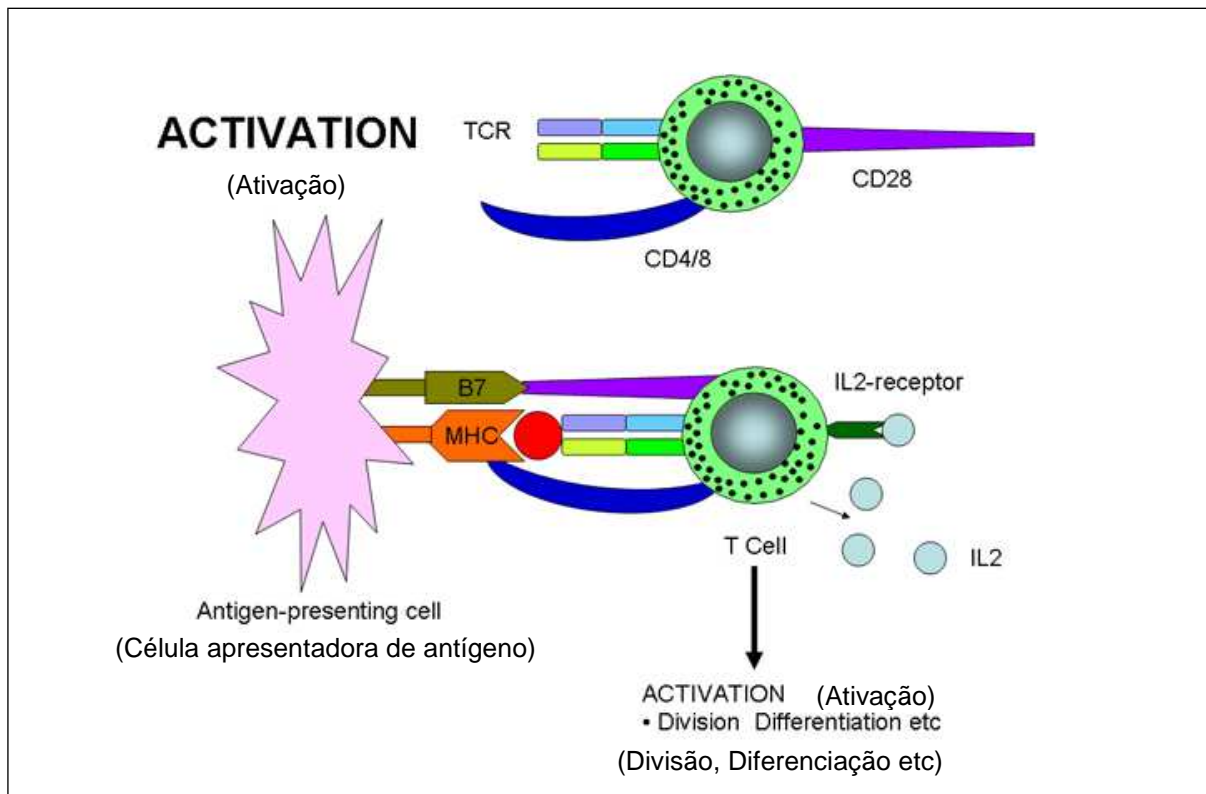 ACTIVATION
(Ativação)
TCR
CD28
CD4/8
B7
MHC
IL2-receptor
T Cell
IL2
Antigen-presenting cell
(Célula apresentadora de antígeno)
ACTIVATION (Ativação)
• Division Differentiation etc
(Divisão, Diferenciação etc)